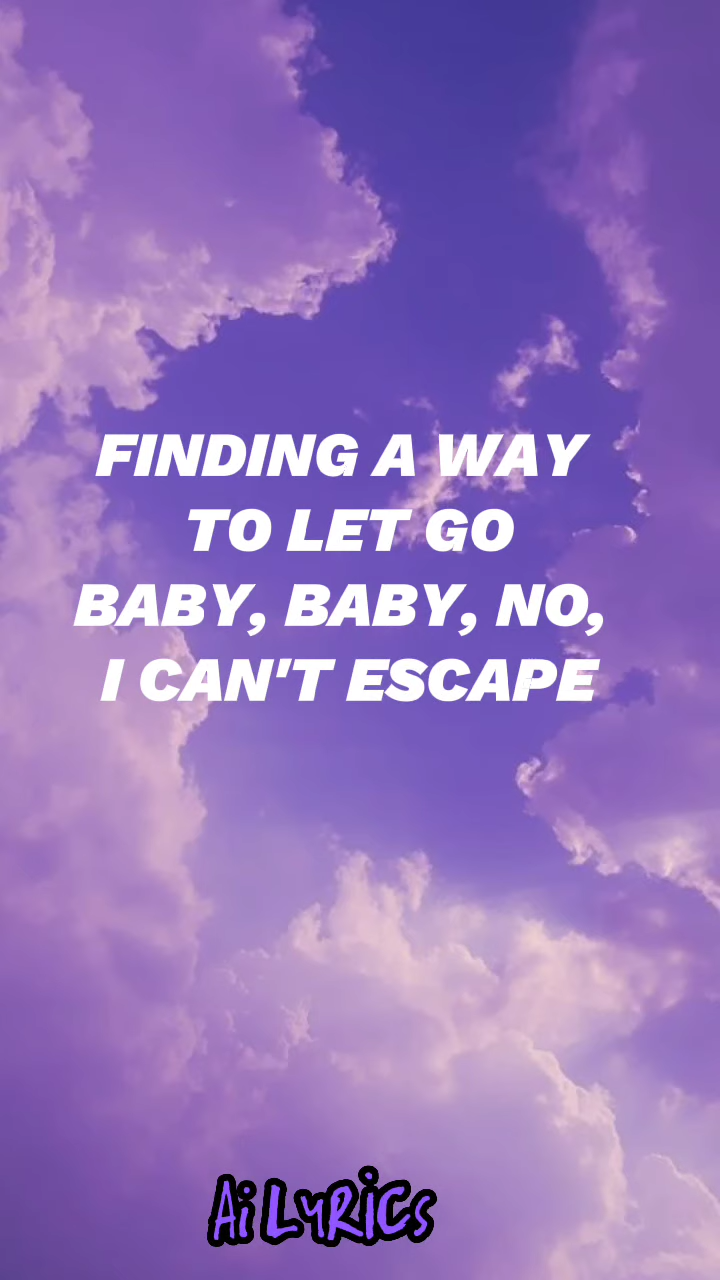 FINDING A WAY
TO LET GO
BABY, BABY, NO,
I CAN'T ESCAPE
Ai LYRiCs